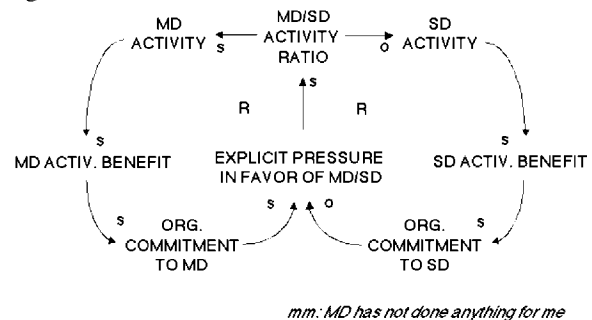 MD/SD
ACTIVITY
RATIO
MD
ACTIVITY
s
o
SD
ACTIVITY
s
R
R
s
MD ACTIV. BENEFIT
EXPLICIT PRESSURE
IN FAVOR OF MD/SD
s
SD ACTIV. BENEFIT
s
s
o
s
ORG.
COMMITMENT
TO MD
ORG.
COMMITMENT
TO SD
mm: MD has not done anything for me